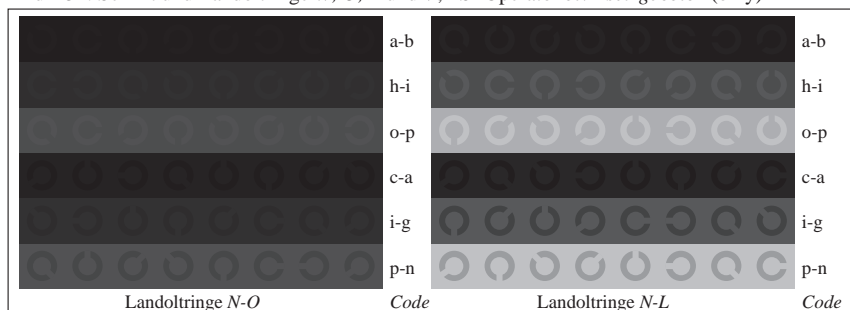 a-b a-b
h-i h-i
o-p o-p
c-a c-a
i-g i-g
p-n p-n
Landoltringe N-O Code Landoltringe N-L Code